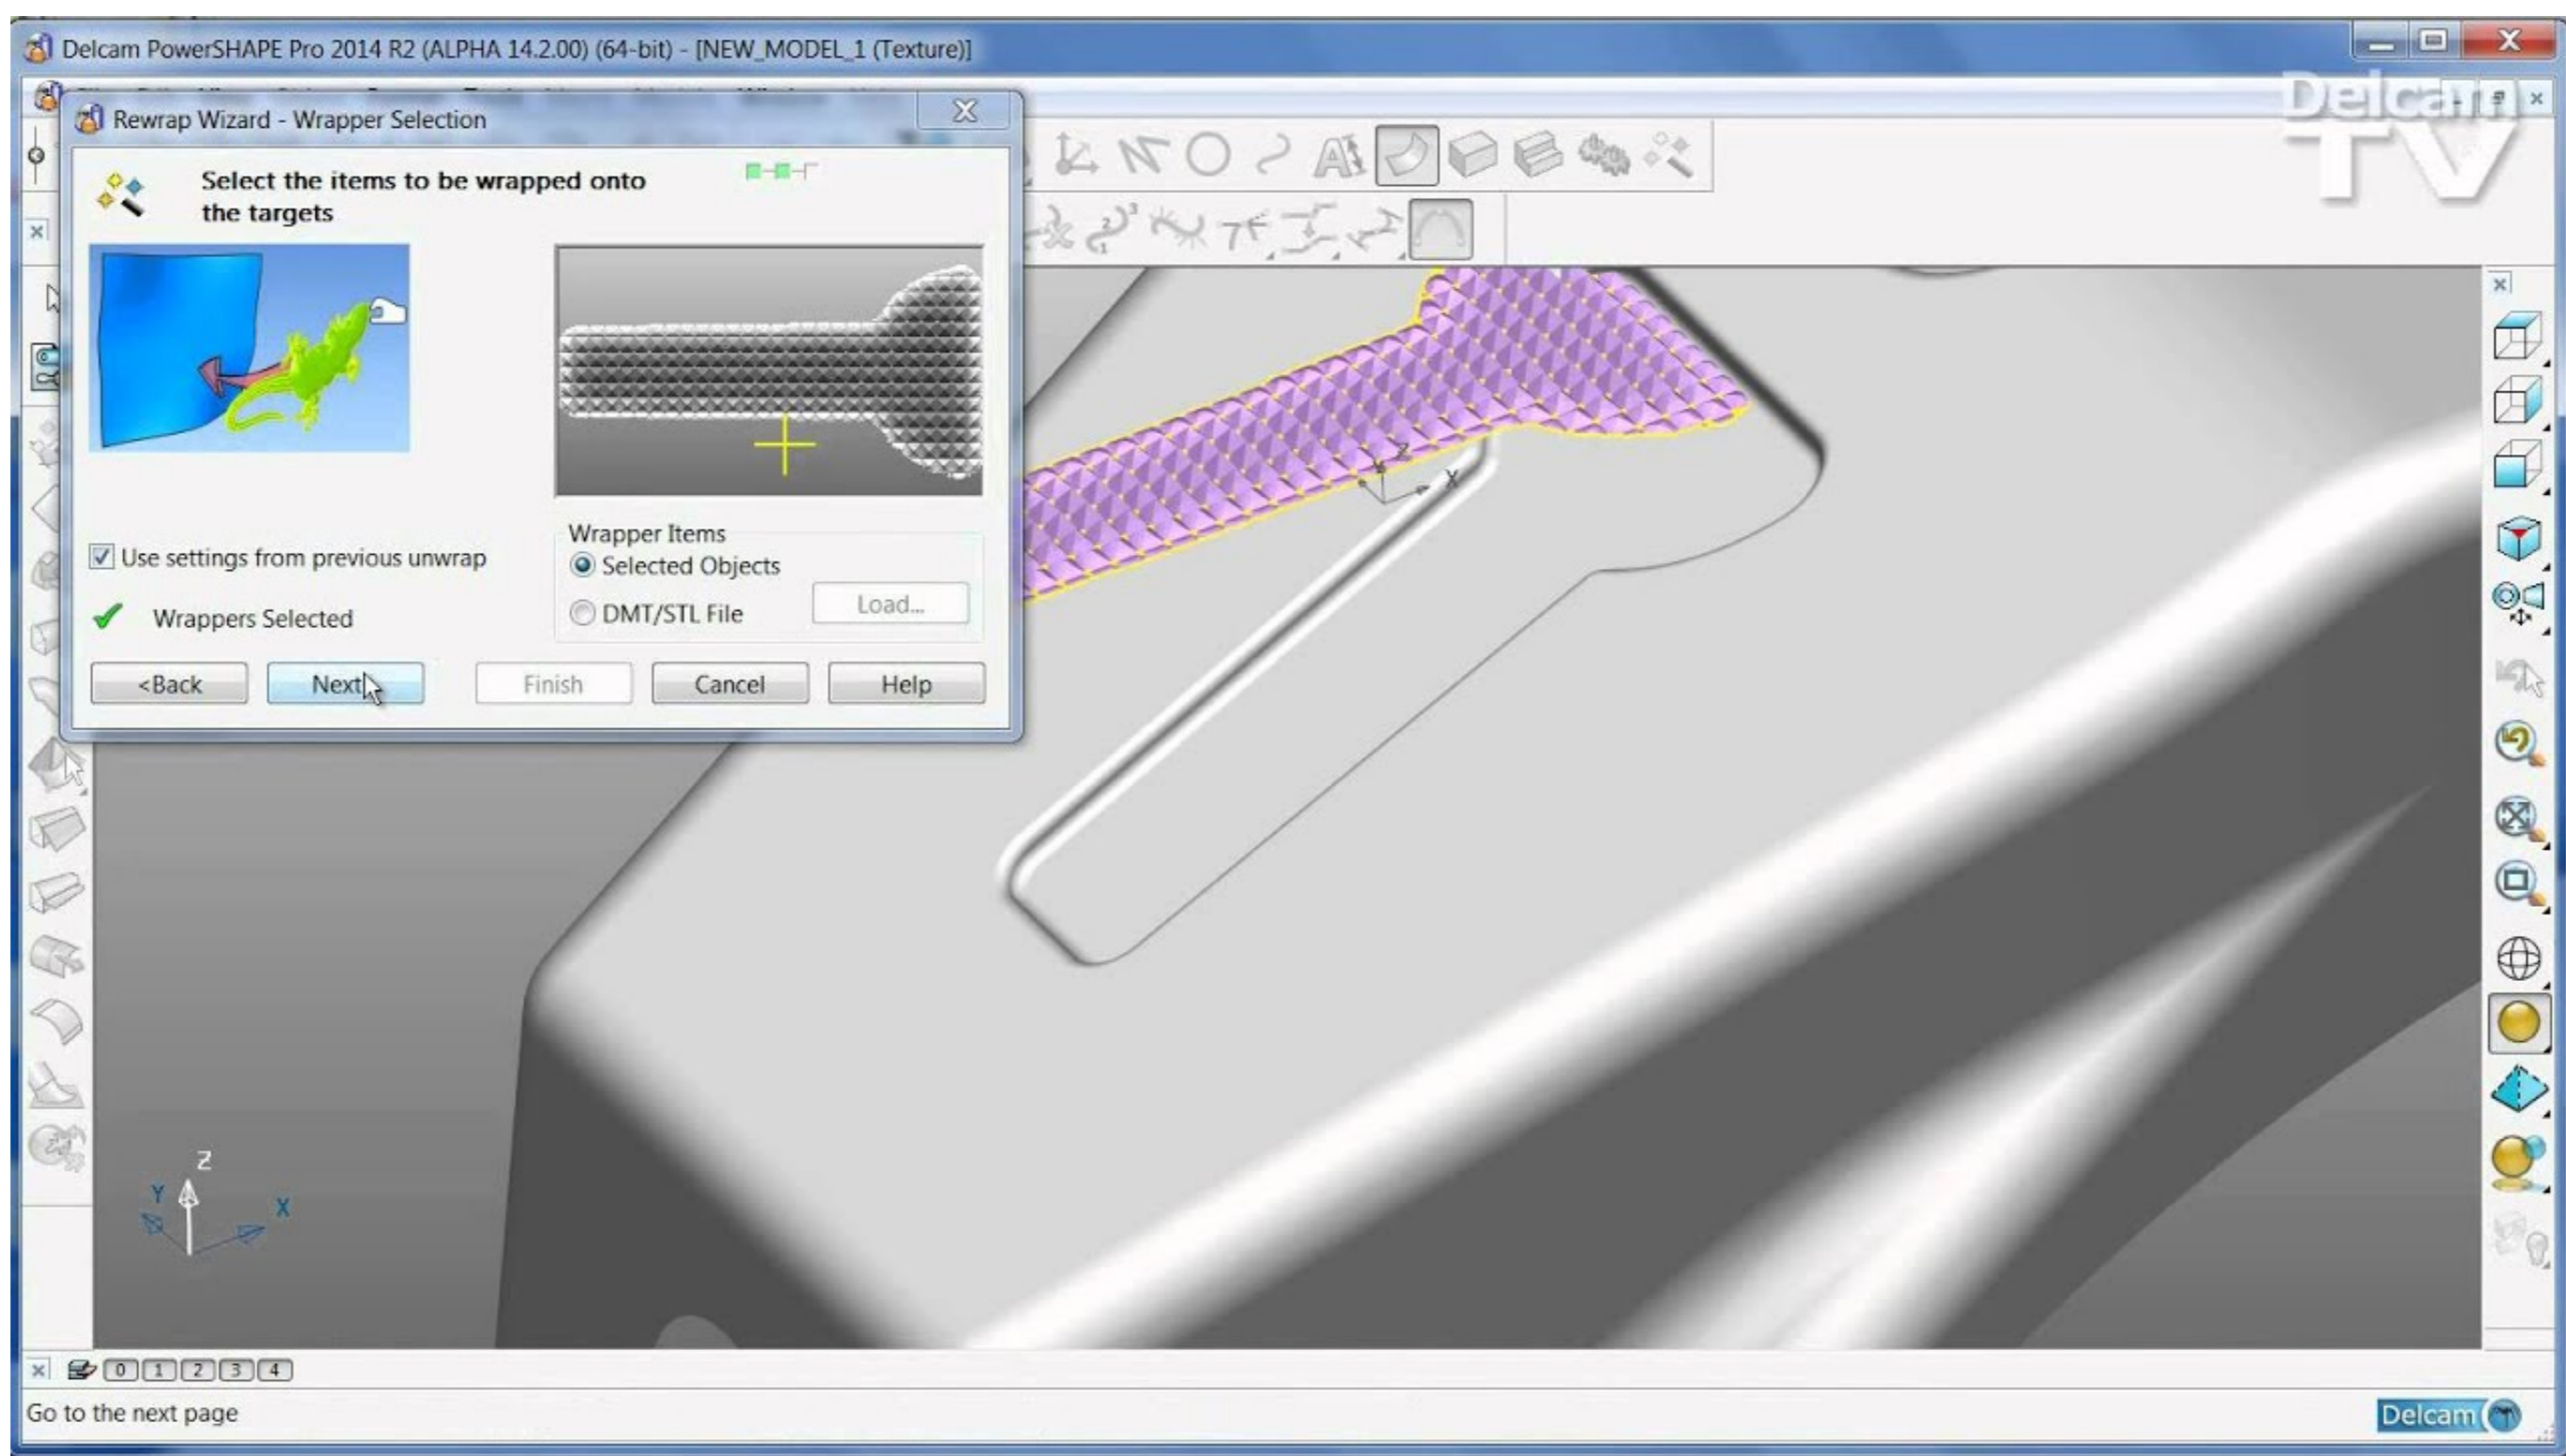 Delcam PowerSHAPE Pro 2014 R2 (ALPHA 14.2.00) (64-bit) - [NEW_MODEL_1 (Texture)]
Delcam
TV
Rewrap Wizard - Wrapper Selection
Select the items to be wrapped onto
the targets
Use settings from previous unwrap
Wrappers Selected
Wrapper Items
Selected Objects
DMT/STL File
Load...
<Back
Next
Finish
Cancel
Help
Z
X
Z
Y
X
0 1 2 3 4
Go to the next page
Delcam